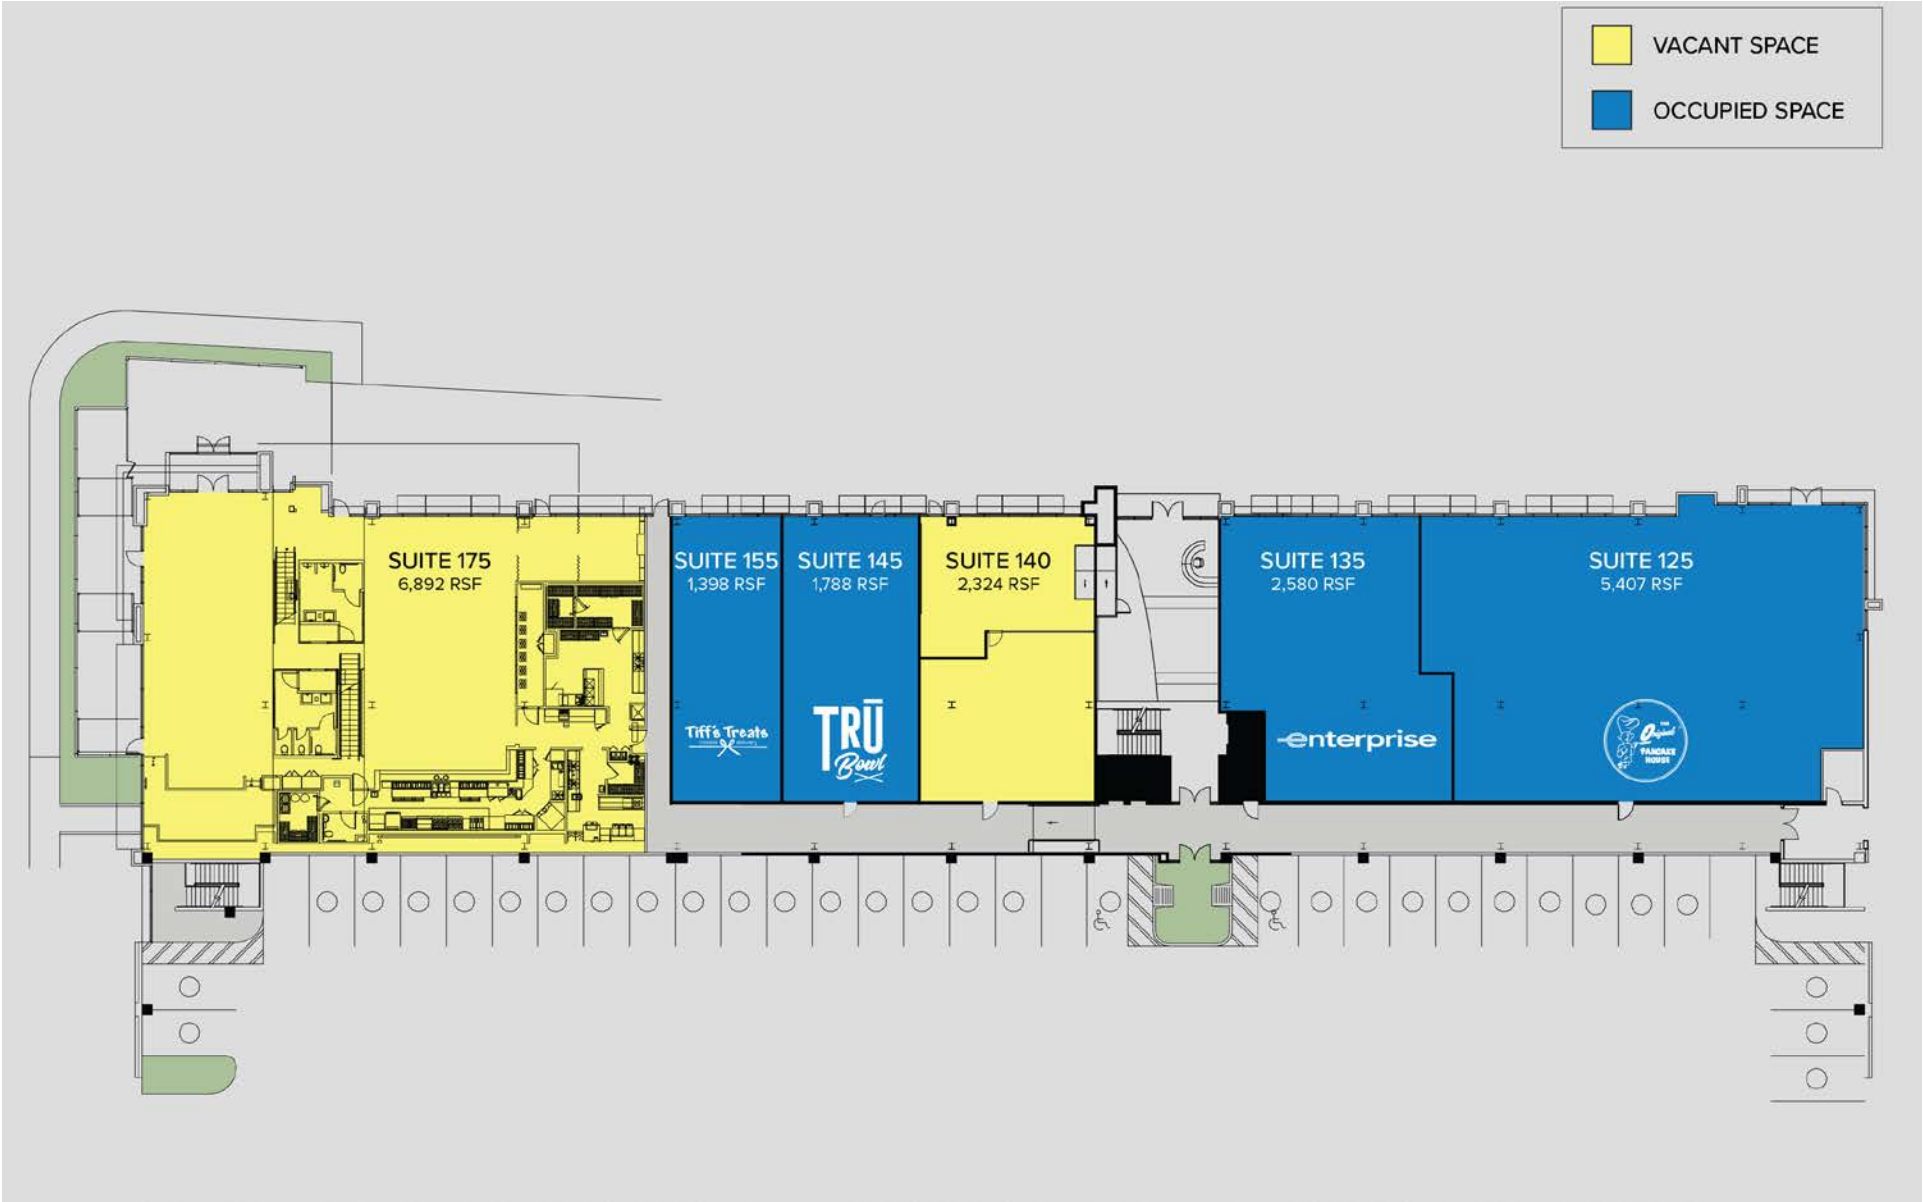 VACANT SPACE
OCCUPIED SPACE
SUITE 175
6,892 RSF
SUITE 155
1,398 RSF
Tiff's Treats
SUITE 145
1,788 RSF
TRŪ
Bowl
SUITE 140
2,324 RSF
SUITE 135
2,580 RSF
enterprise
SUITE 125
5,407 RSF
THE
Original
PANCAKE
HOUSE